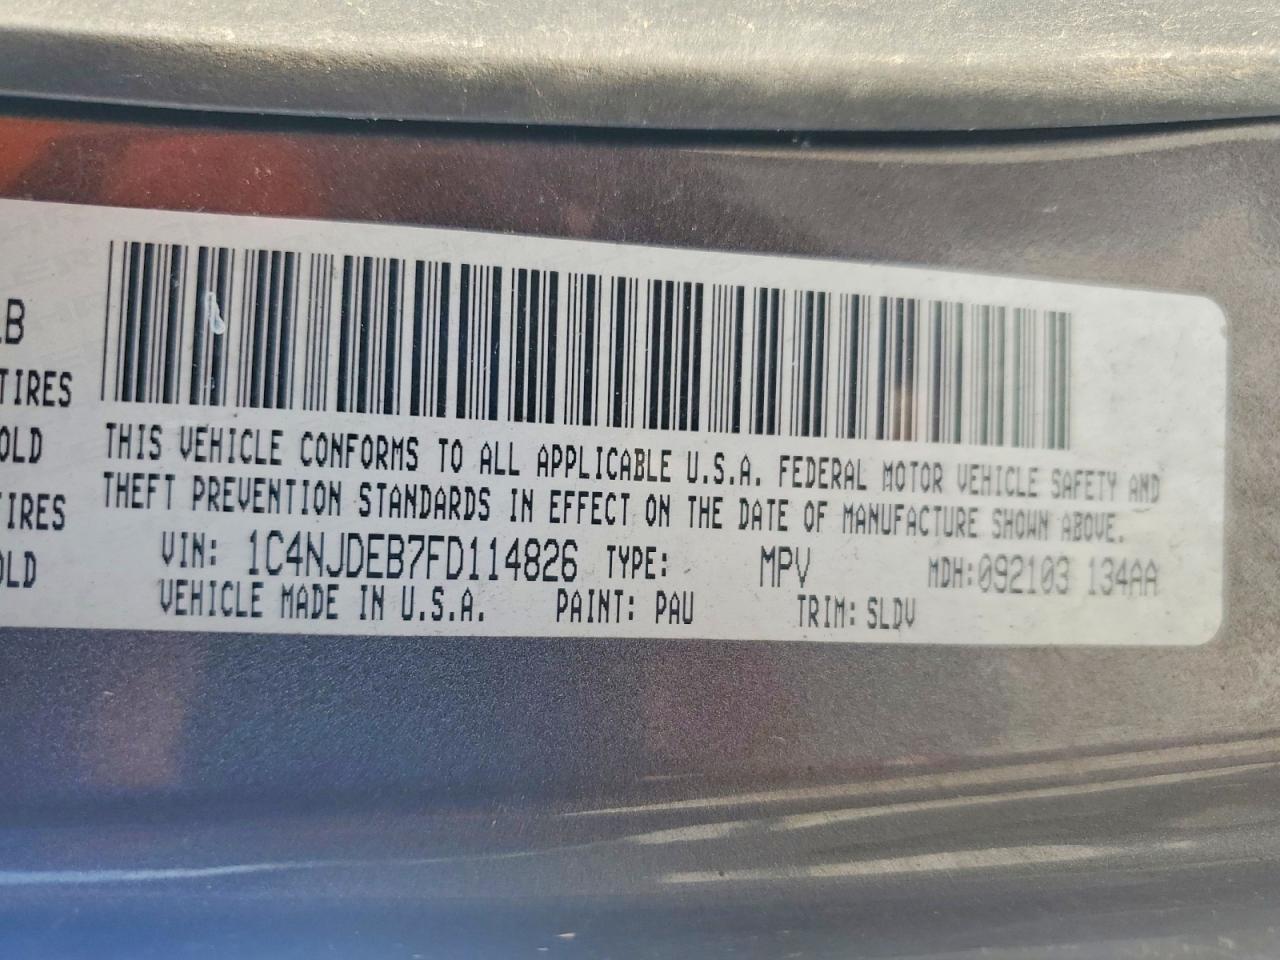 LB
TIRES
OLD
TIRES
OLD
THIS VEHICLE CONFORMS TO ALL APPLICABLE U.S.A. FEDERAL MOTOR VEHICLE SAFETY AND
THEFT PREVENTION STANDARDS IN EFFECT ON THE DATE OF MANUFACTURE SHOWN ABOVE.
VIN: 1C4NJDEB7FD114826 TYPE: MPV MDH:092103 134AA
VEHICLE MADE IN U.S.A. PAINT: PAU TRIM: SLDV